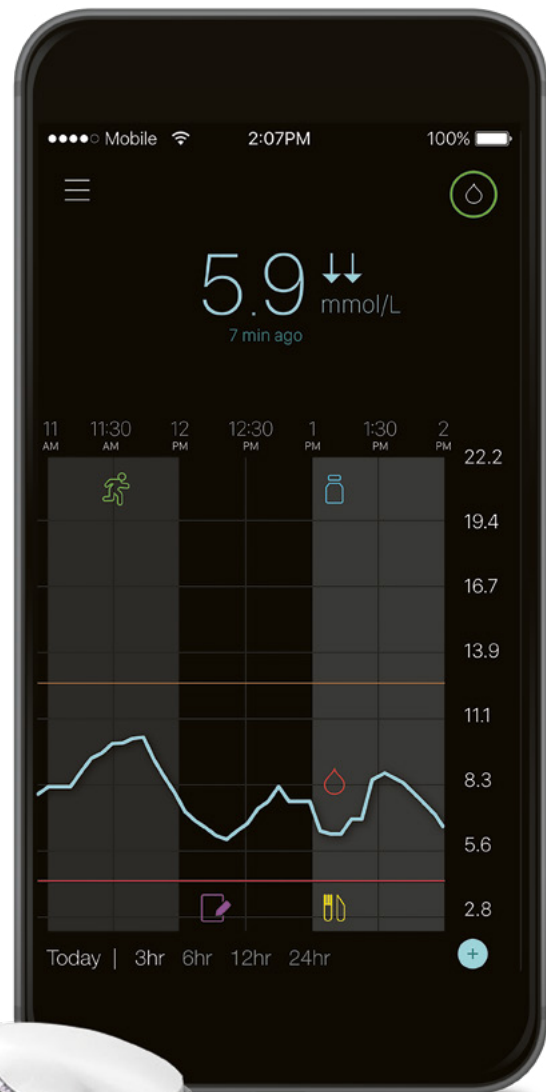 Mobile 2:07PM 100%
5.9 mmol/L
7 min ago
11 11:30 12 12:30 1 1:30 2
AM AM PM PM PM PM PM
22.2
19.4
16.7
13.9
11.1
8.3
5.6
2.8
Today | 3hr 6hr 12hr 24hr